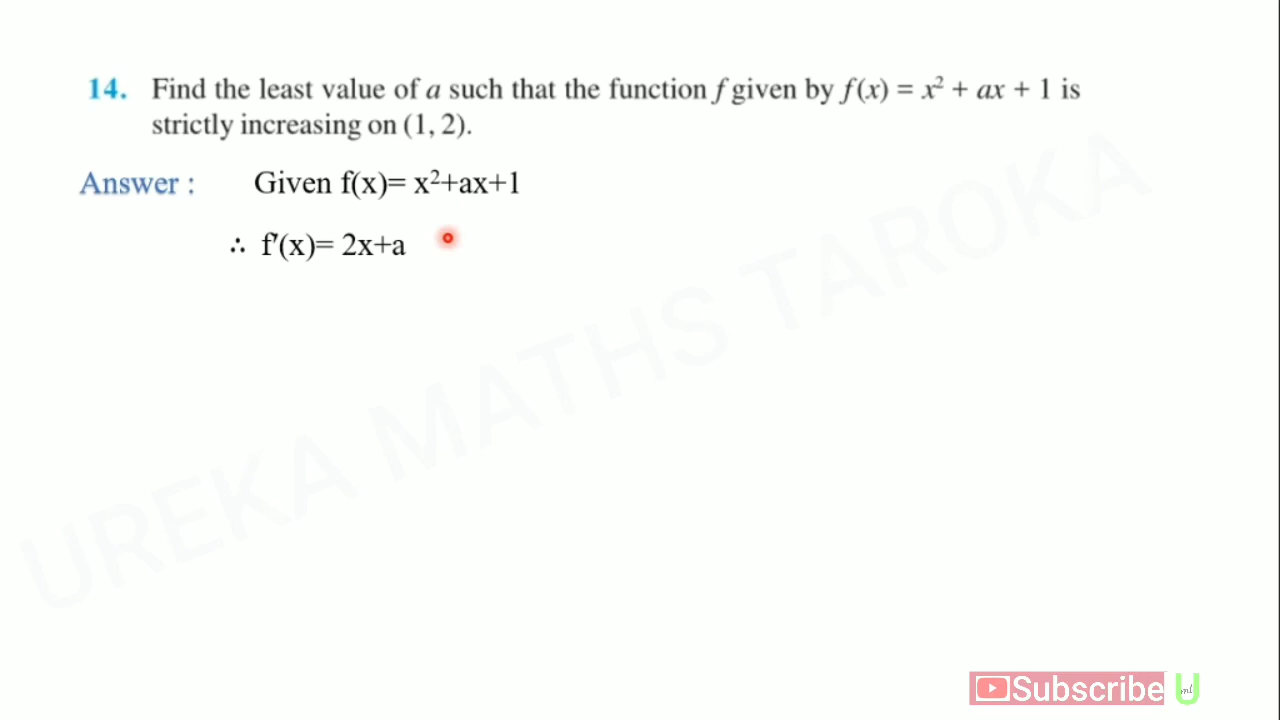 14. Find the least value of a such that the function f given by f(x) = x² + ax + 1 is
strictly increasing on (1, 2).
Answer : Given f(x)= x²+ax+1
∴ f'(x)= 2x+a
UREKA MATHS TAROKA
Subscribe U